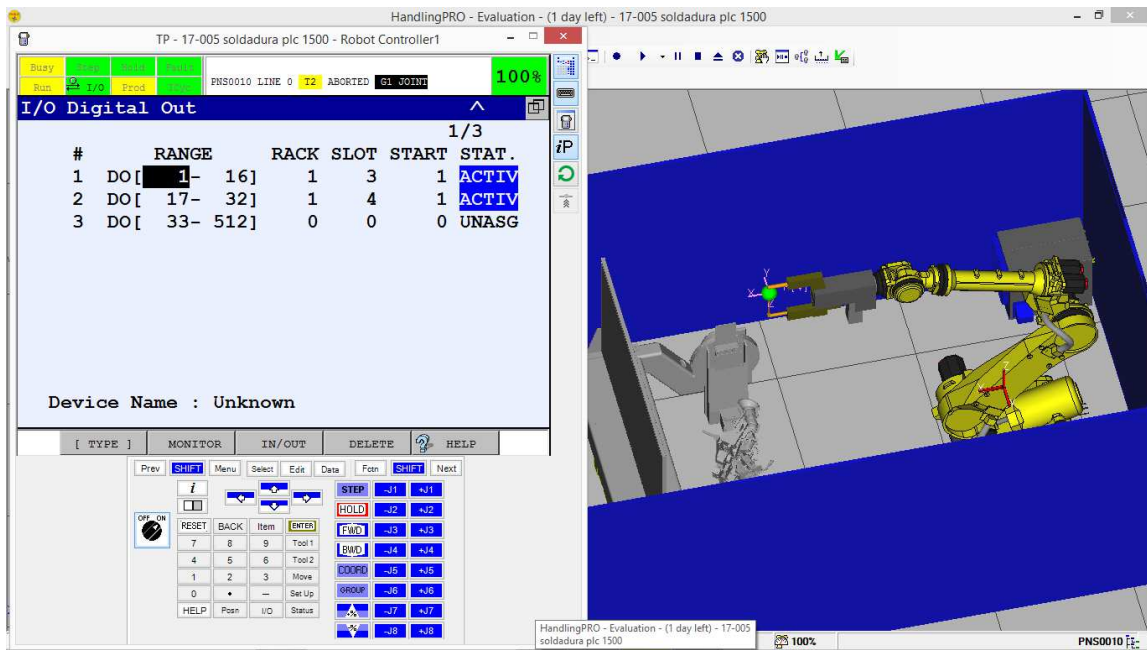 HandlingPRO - Evaluation - (1 day left) - 17-005 soldadura plc 1500
TP - 17-005 soldadura plc 1500 - Robot Controller1
Busy Step Hold Fault
Run I/O Prod TCyc
PNS0010 LINE 0 T2 ABORTED G1 JOINT
100%
I/O Digital Out
1/3
# RANGE RACK SLOT START STAT.
1 DO[ 1- 16] 1 3 1 ACTIV
2 DO[ 17- 32] 1 4 1 ACTIV
3 DO[ 33- 512] 0 0 0 UNASG
Device Name : Unknown
[ TYPE ] MONITOR IN/OUT DELETE HELP
iP
Prev SHIFT Menu Select Edit Data Fctn SHIFT Next
i STEP -J1 +J1
HOLD -J2 +J2
OFF ON RESET BACK Item ENTER FWD -J3 +J3
7 8 9 Tool 1 BWD -J4 +J4
4 5 6 Tool 2 COORD -J5 +J5
1 2 3 Move GROUP -J6 +J6
0 • — Set Up +% -J7 +J7
HELP Posn I/O Status -% -J8 +J8
Y
X
Z
HandlingPRO - Evaluation - (1 day left) - 17-005
soldadura plc 1500
100%
PNS0010